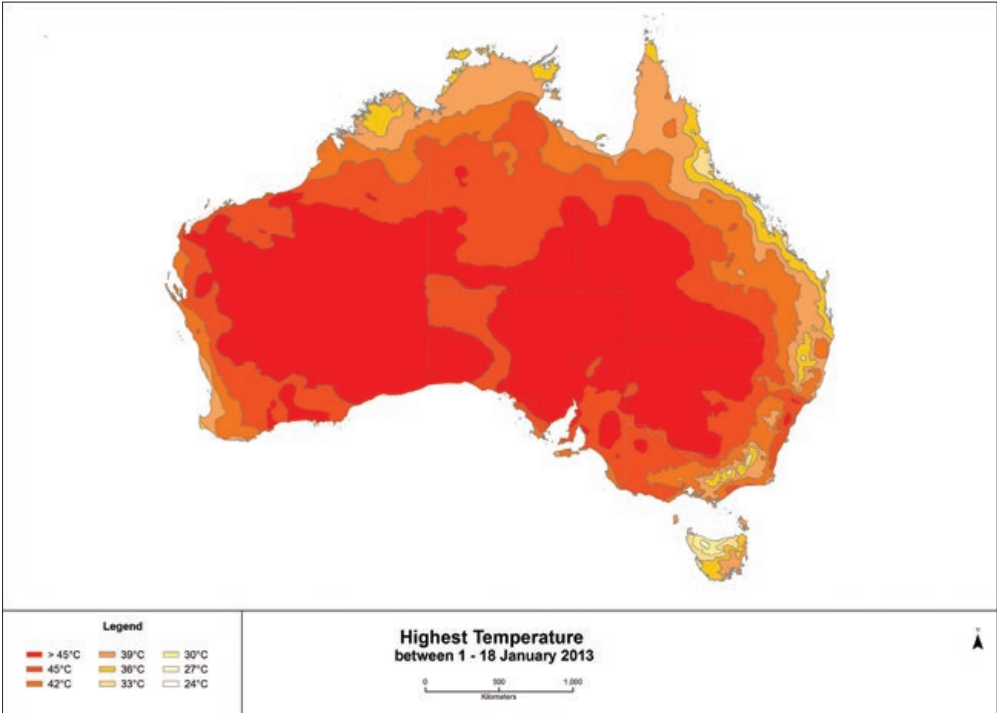 Legend
> 45°C
45°C
42°C
39°C
36°C
33°C
30°C
27°C
24°C
Highest Temperature
between 1 - 18 January 2013
0 500 1,000
Kilometers
N